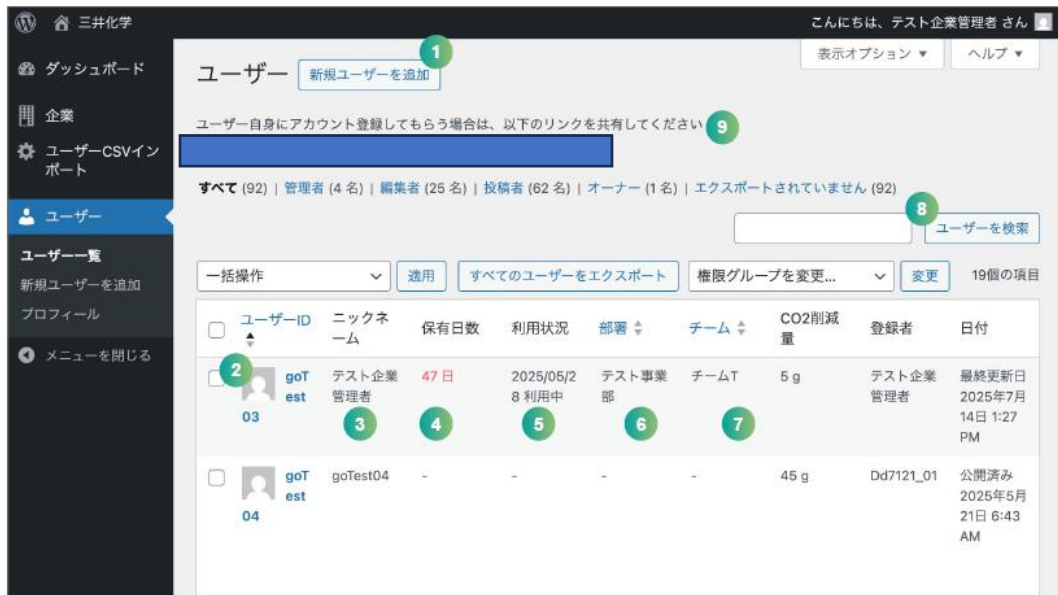 三井化学 こんにちは、テスト企業管理者 さん
表示オプション ▼ ヘルプ ▼
ダッシュボード
企業
ユーザーCSVイン
ポート
ユーザー
ユーザー一覧
新規ユーザーを追加
プロフィール
メニューを閉じる
1
ユーザー 新規ユーザーを追加
ユーザー自身にアカウント登録してもらう場合は、以下のリンクを共有してください 9
すべて (92) | 管理者 (4 名) | 編集者 (25 名) | 投稿者 (62 名) | オーナー (1 名) | エクスポートされていません (92)
8
ユーザーを検索
一括操作 適用 すべてのユーザーをエクスポート 権限グループを変更... 変更 19個の項目
ユーザーID ニックネ
ーム 保有日数 利用状況 部署 チーム CO2削減
量 登録者 日付
2
goT
est
03 テスト企業
管理者 47 日 2025/05/2
8 利用中 テスト事業
部 チームT 5 g テスト企業
管理者 最終更新日
2025年7月
14日 1:27
PM
3 4 5 6 7
goT
est
04 goTest04 - - - - 45 g Dd7121_01 公開済み
2025年5月
21日 6:43
AM